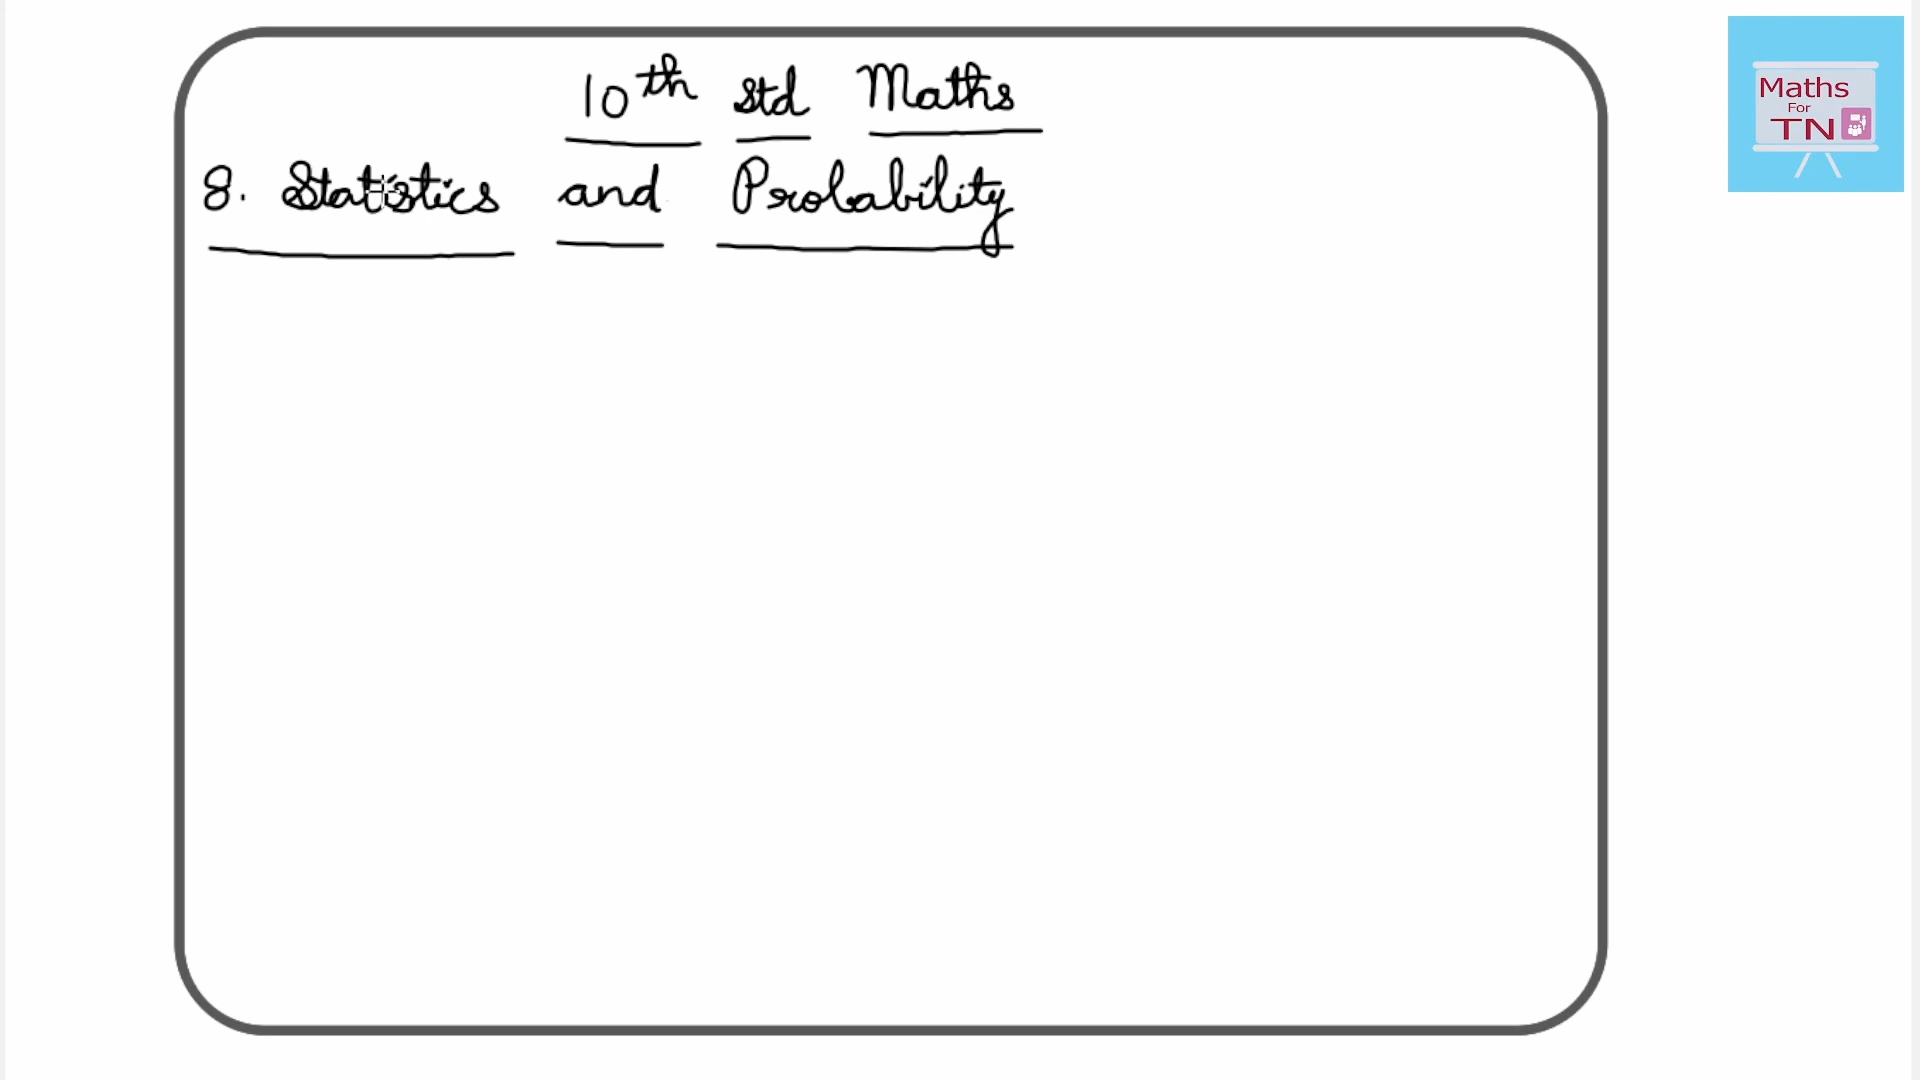 10th std Maths
8. Statistics and Probability
Maths
For
TN